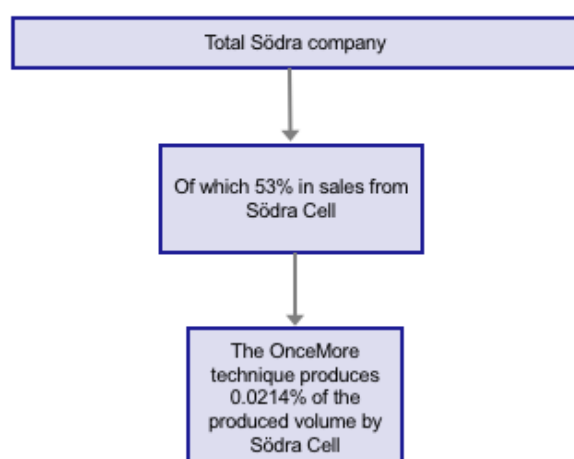 Total Södra company
Of which 53% in sales from
Södra Cell
The OnceMore
technique produces
0.0214% of the
produced volume by
Södra Cell